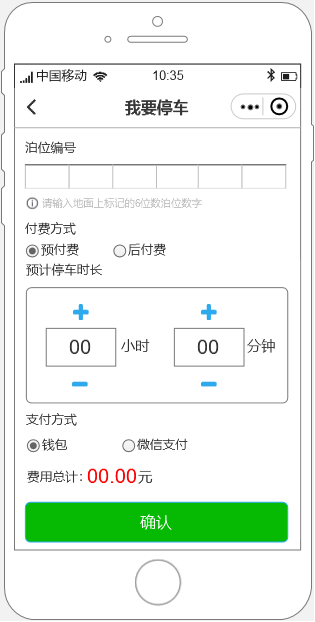 中国移动 10:35
我要停车
泊位编号
请输入地面上标记的6位数泊位数字
付费方式
预付费 后付费
预计停车时长
00 小时 00 分钟
支付方式
钱包 微信支付
费用总计：00.00元
确认